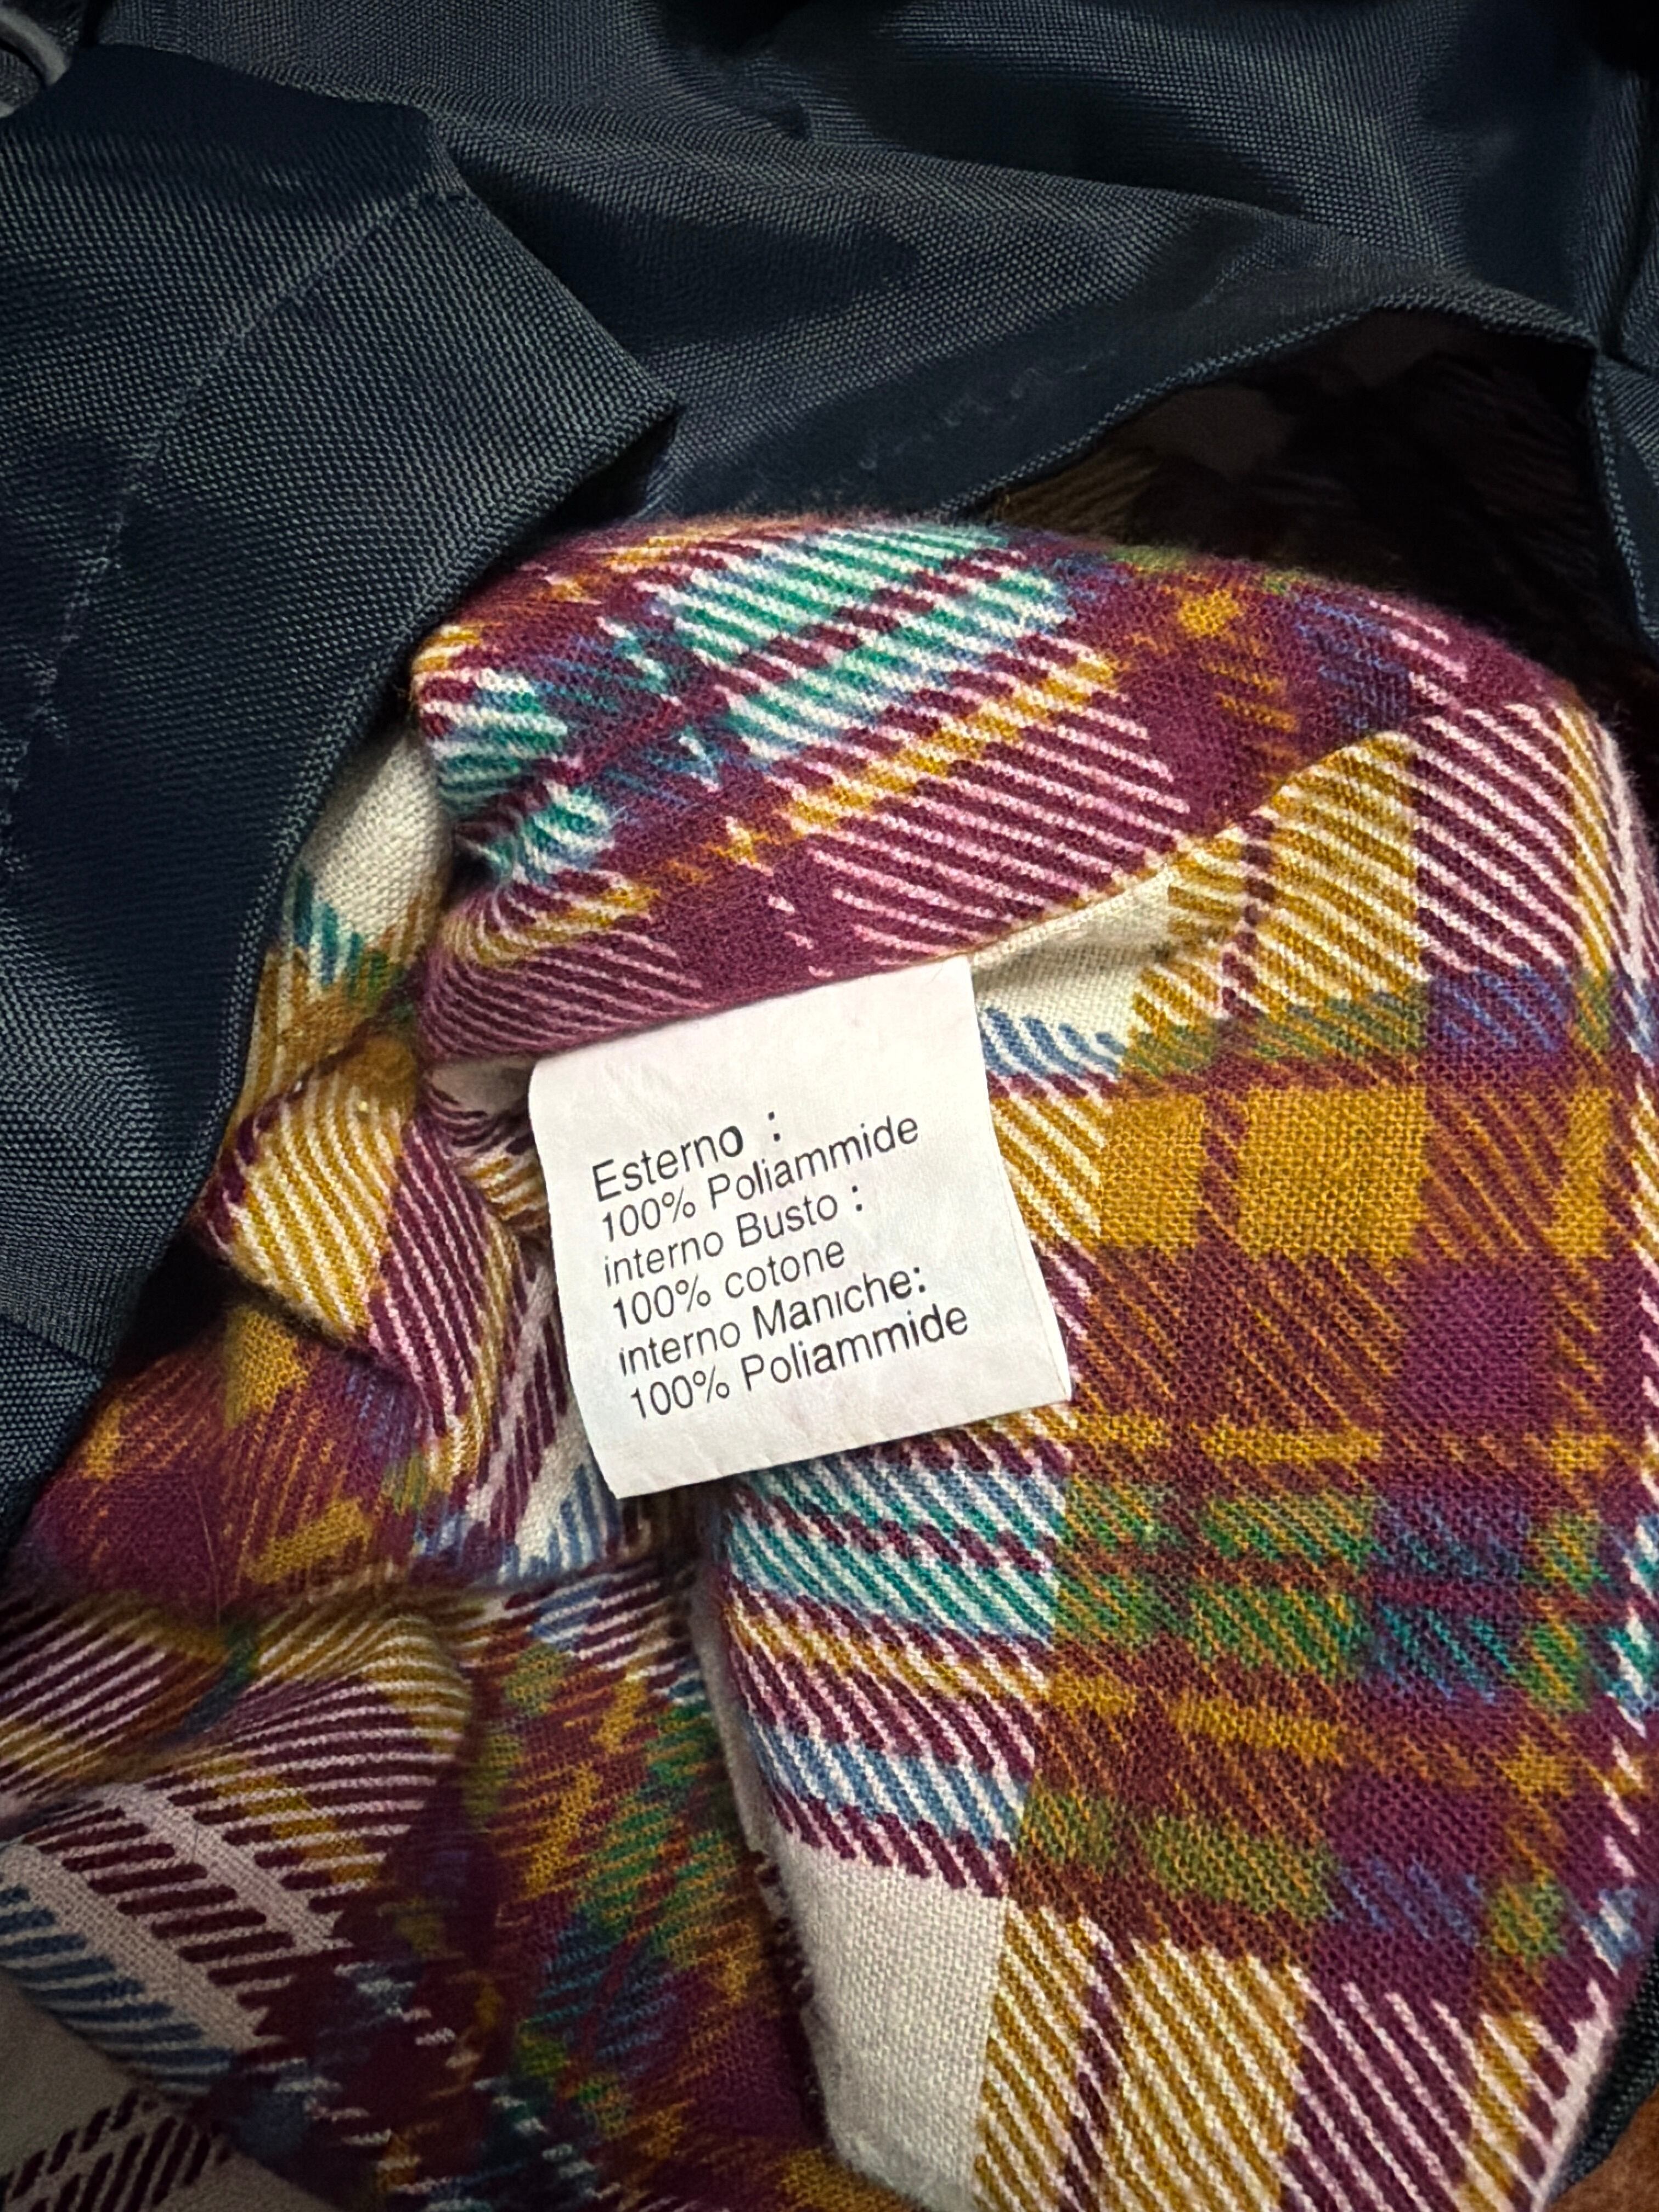 Esterno :
100% Poliammide
interno Busto :
100% cotone
interno Maniche:
100% Poliammide